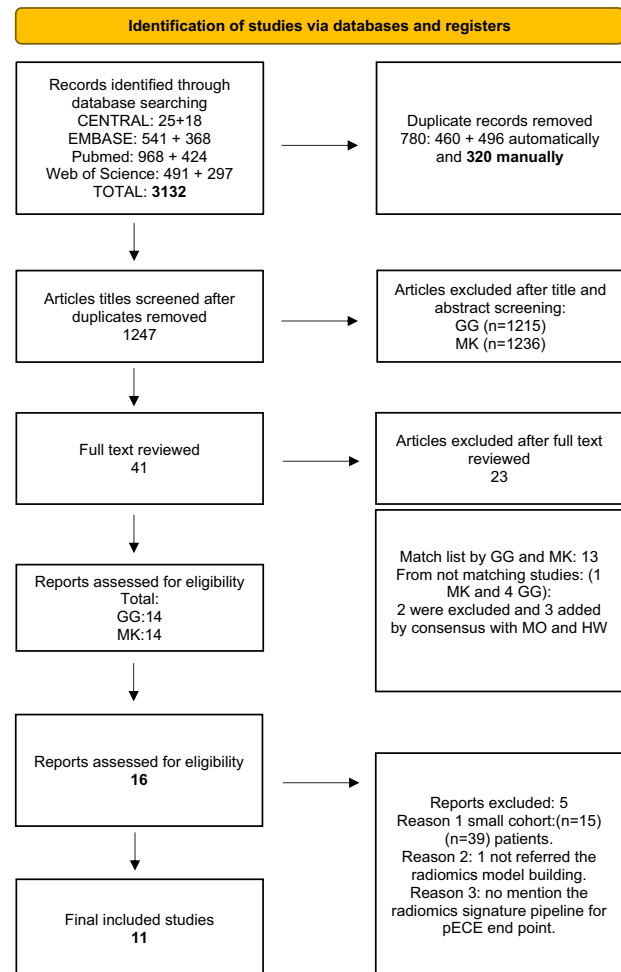 Identification of studies via databases and registers
Records identified through
database searching
CENTRAL: 25+18
EMBASE: 541 + 368
Pubmed: 968 + 424
Web of Science: 491 + 297
TOTAL: 3132
Duplicate records removed
780: 460 + 496 automatically
and 320 manually
Articles titles screened after
duplicates removed
1247
Articles excluded after title and
abstract screening:
GG (n=1215)
MK (n=1236)
Full text reviewed
41
Articles excluded after full text
reviewed
23
Reports assessed for eligibility
Total:
GG:14
MK:14
Match list by GG and MK: 13
From not matching studies: (1
MK and 4 GG):
2 were excluded and 3 added
by consensus with MO and HW
Reports assessed for eligibility
16
Reports excluded: 5
Reason 1 small cohort:(n=15)
(n=39) patients.
Reason 2: 1 not referred the
radiomics model building.
Reason 3: no mention the
radiomics signature pipeline for
pECE end point.
Final included studies
11